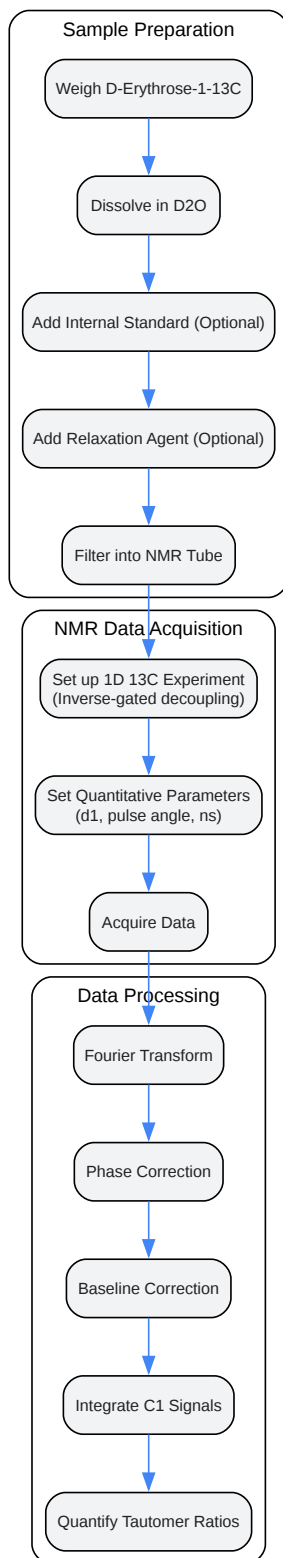 Sample Preparation
Weigh D-Erythrose-1-13C
Dissolve in D2O
Add Internal Standard (Optional)
Add Relaxation Agent (Optional)
Filter into NMR Tube
NMR Data Acquisition
Set up 1D 13C Experiment
(Inverse-gated decoupling)
Set Quantitative Parameters
(d1, pulse angle, ns)
Acquire Data
Data Processing
Fourier Transform
Phase Correction
Baseline Correction
Integrate C1 Signals
Quantify Tautomer Ratios